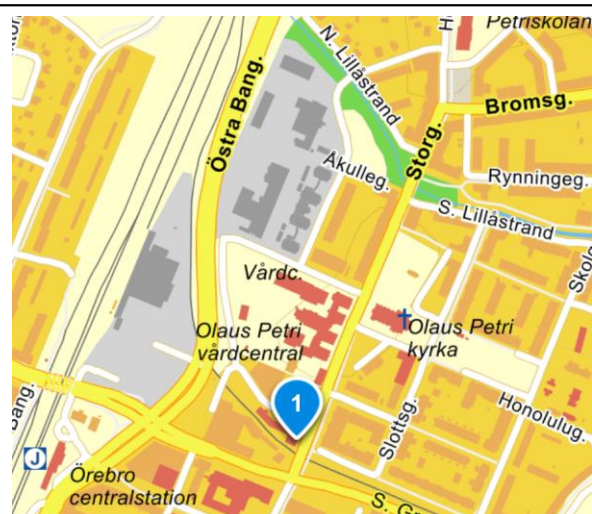 Petriskolan
N. Lillåstrand
Bromsg.
Östra Bang.
Storg.
Åkulleg.
Rynningeg.
S. Lillåstrand
Vårdc.
Olaus Petri
vårdcentral
Olaus Petri
kyrka
1
Slottsg.
Honolulug.
J
Örebro
centralstation